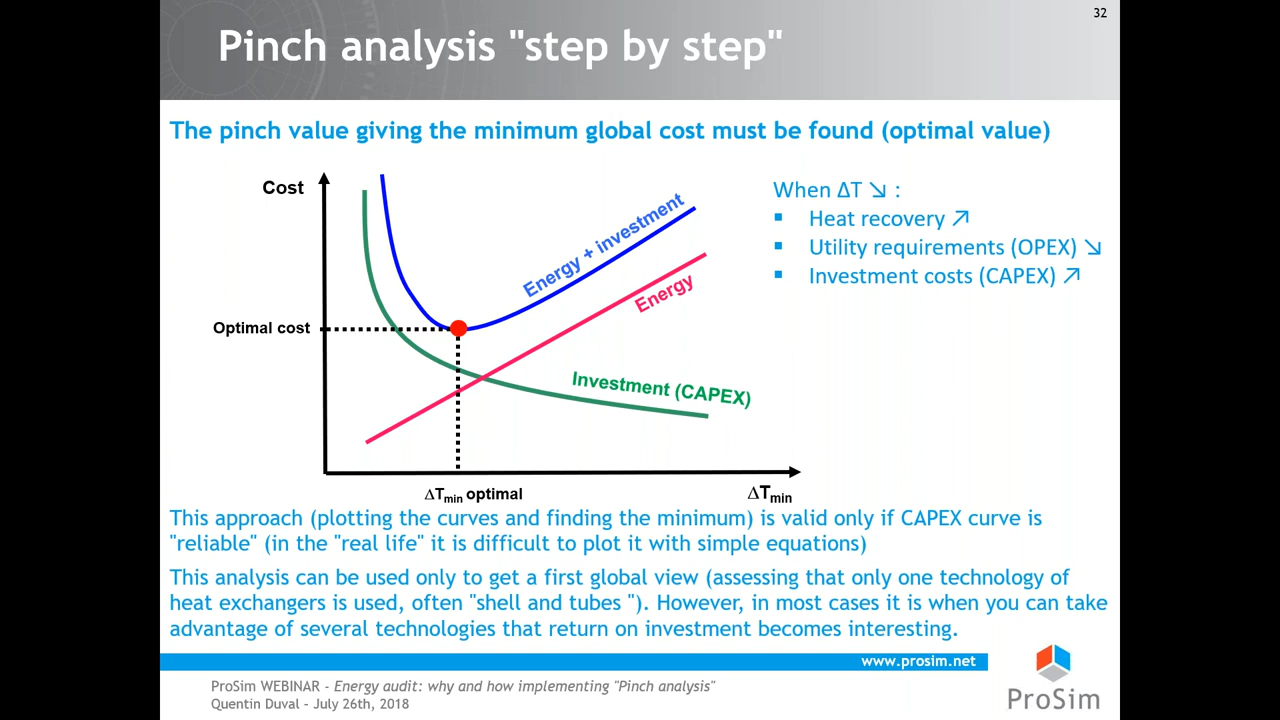 32
Pinch analysis "step by step"
The pinch value giving the minimum global cost must be found (optimal value)
Cost
Energy + investment
Energy
Optimal cost
Investment (CAPEX)
ΔTmin optimal
ΔTmin
When ΔT ↘ :
▪ Heat recovery ↗
▪ Utility requirements (OPEX) ↘
▪ Investment costs (CAPEX) ↗
This approach (plotting the curves and finding the minimum) is valid only if CAPEX curve is
"reliable" (in the "real life" it is difficult to plot it with simple equations)
This analysis can be used only to get a first global view (assessing that only one technology of
heat exchangers is used, often "shell and tubes "). However, in most cases it is when you can take
advantage of several technologies that return on investment becomes interesting.
www.prosim.net
ProSim WEBINAR - Energy audit: why and how implementing "Pinch analysis"
Quentin Duval - July 26th, 2018
ProSim